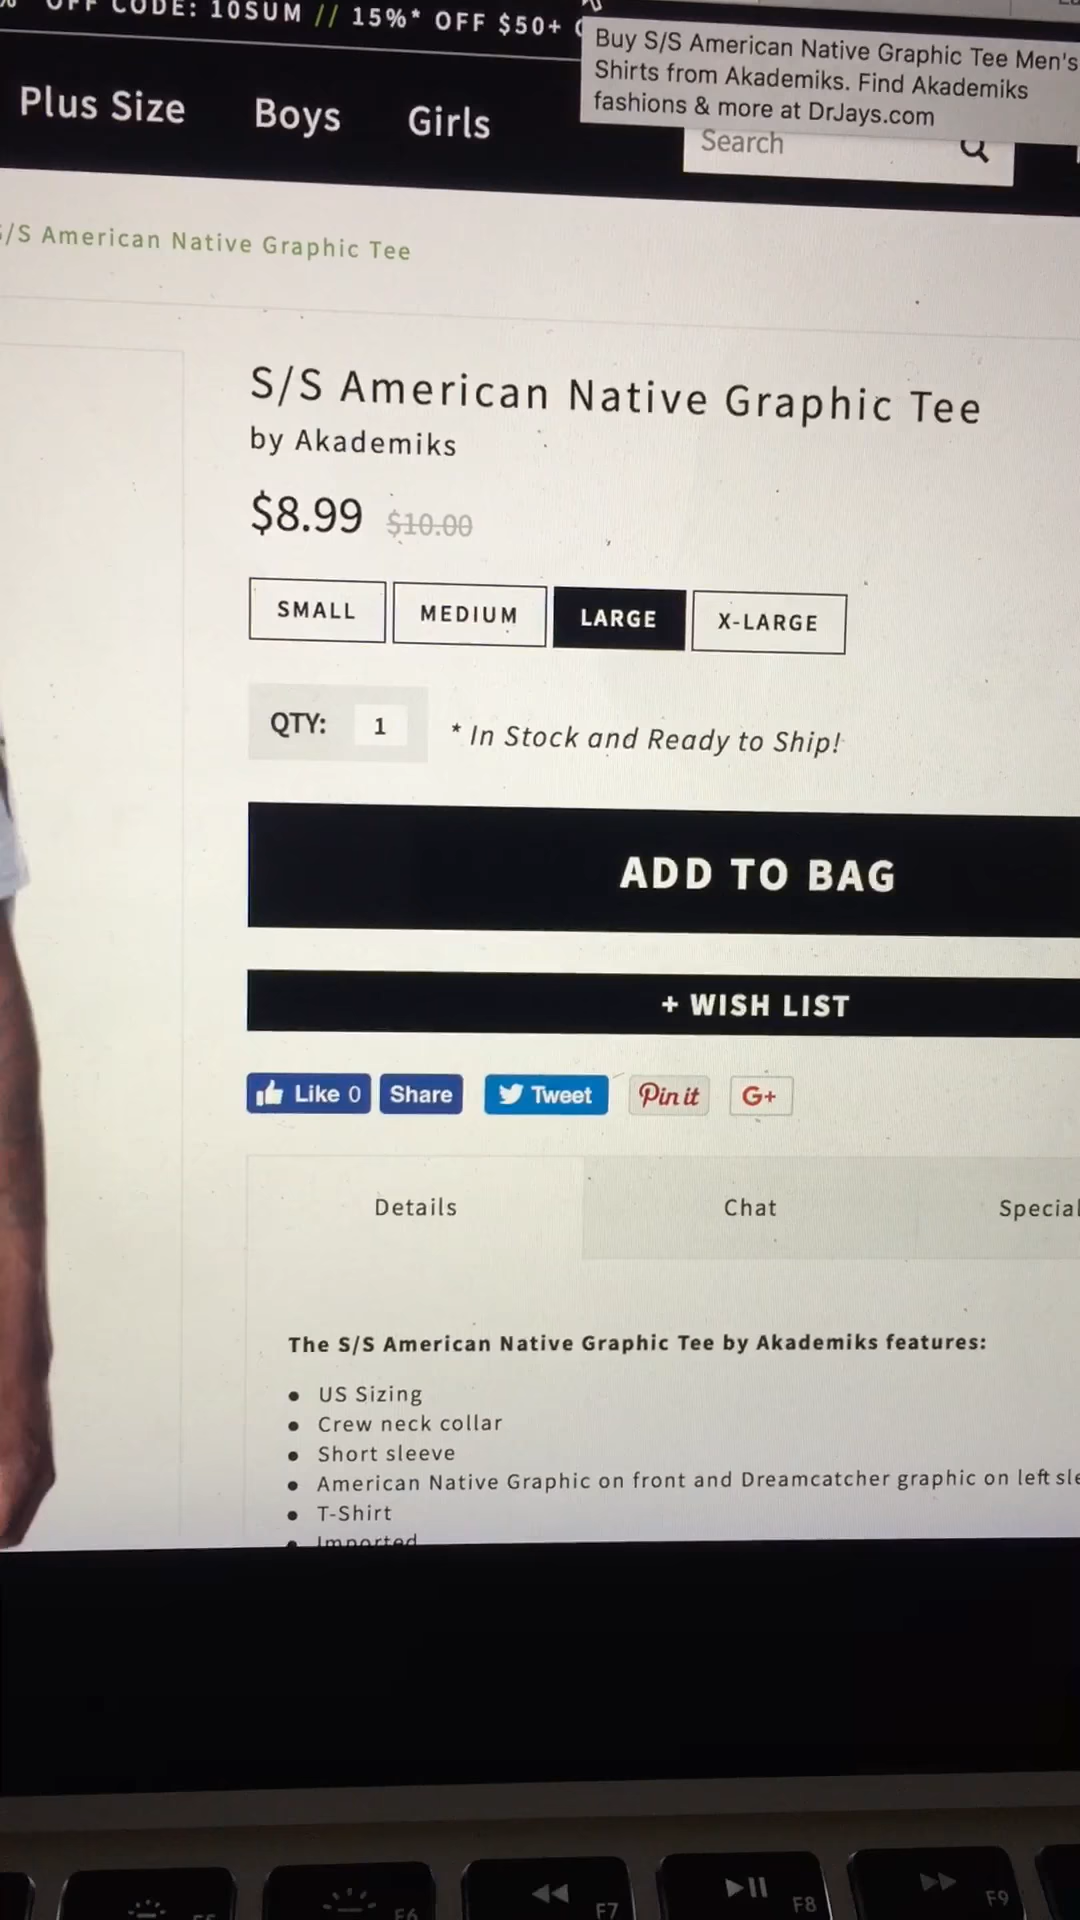 OFF CODE: 10SUM // 15%* OFF $50+
Buy S/S American Native Graphic Tee Men's
Shirts from Akademiks. Find Akademiks
fashions & more at DrJays.com
Plus Size Boys Girls
Search
S/S American Native Graphic Tee
S/S American Native Graphic Tee
by Akademiks
$8.99 $10.00
SMALL MEDIUM LARGE X-LARGE
QTY: 1 * In Stock and Ready to Ship!
ADD TO BAG
+ WISH LIST
Like 0 Share Tweet Pin it G+
Details Chat Special
The S/S American Native Graphic Tee by Akademiks features:
● US Sizing
● Crew neck collar
● Short sleeve
● American Native Graphic on front and Dreamcatcher graphic on left sle
● T-Shirt
● Imported
F5 F6 F7 F8 F9